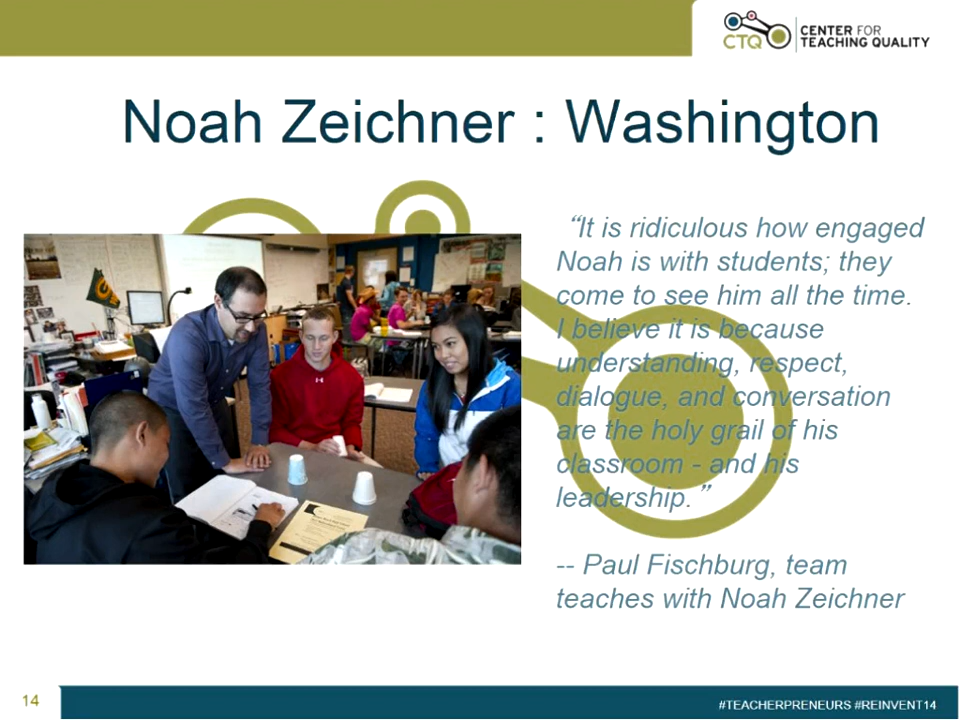 CTQ
CENTER FOR
TEACHING QUALITY
Noah Zeichner : Washington
“It is ridiculous how engaged
Noah is with students; they
come to see him all the time.
I believe it is because
understanding, respect,
dialogue, and conversation
are the holy grail of his
classroom - and his
leadership.”
-- Paul Fischburg, team
teaches with Noah Zeichner
14
#TEACHERPRENEURS #REINVENT14